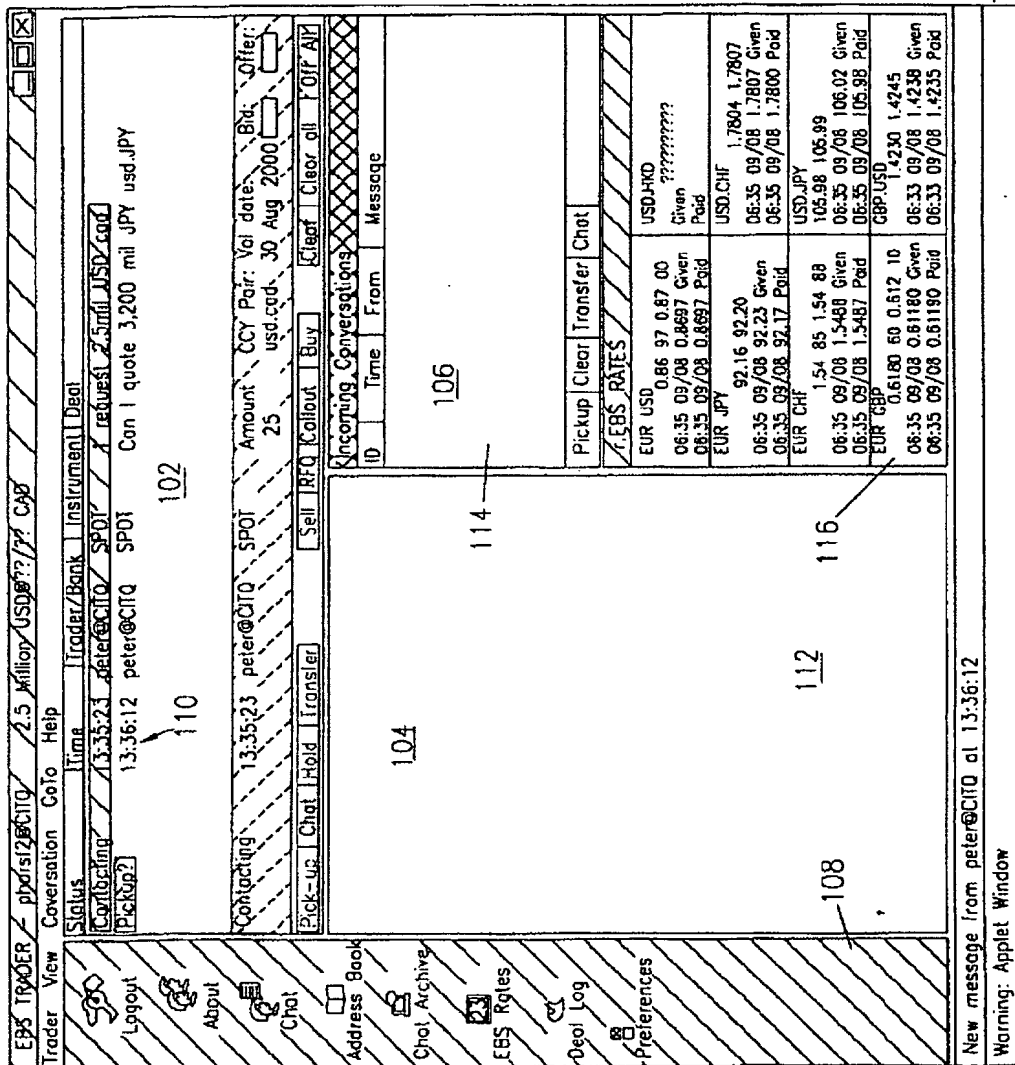 EBS TRADER - phdist2@CITQ 2.5 Million USD@??/?? CAD
Trader View Coversation GoTo Help
Logout
About
Chat
Address Book
Chat Archive
EBS Rates
Deal Log
Preferences
108
Status Time Trader/Bank Instrument Deal
Contacting 13:35:23 peter@CITQ SPOT I request 2.5mil USD/cad
Pickup? 13:36:12 peter@CITQ SPOT Can I quote 3,200 mil JPY usd.JPY
110
102
Amount CCY Pair: Val date: Bid: Offer:
Contacting 13:35:23 peter@CITQ SPOT 25 usd.cad 30 Aug 2000
Pick-up Chat Hold Transfer Sell RFQ Callout Buy Clear Clear all Off All
104
112
Incoming Conversations
ID Time From Message
106
114
Pickup Clear Transfer Chat
EBS RATES
116
EUR USD
0.86 97 0.87 00
06:35 09/08 0.8697 Given
06:35 09/08 0.8697 Paid
USD.HKD
??????????
Given
Paid
EUR JPY
92.16 92.20
06:35 09/08 92.23 Given
06:35 09/08 92.17 Paid
USD.CHF
1.7804 1.7807
06:35 09/08 1.7807 Given
06:35 09/08 1.7800 Paid
EUR CHF
1.54 85 1.54 88
06:35 09/08 1.5488 Given
06:35 09/08 1.5487 Paid
USD.JPY
105.98 105.99
06:35 09/08 106.02 Given
06:35 09/08 105.98 Paid
EUR GBP
0.6180 60 0.612 10
06:35 09/08 0.61180 Given
06:35 09/08 0.61190 Paid
GBP.USD
1.4230 1.4245
06:33 09/08 1.4238 Given
06:33 09/08 1.4235 Paid
New message from peter@CITQ at 13:36:12
Warning: Applet Window